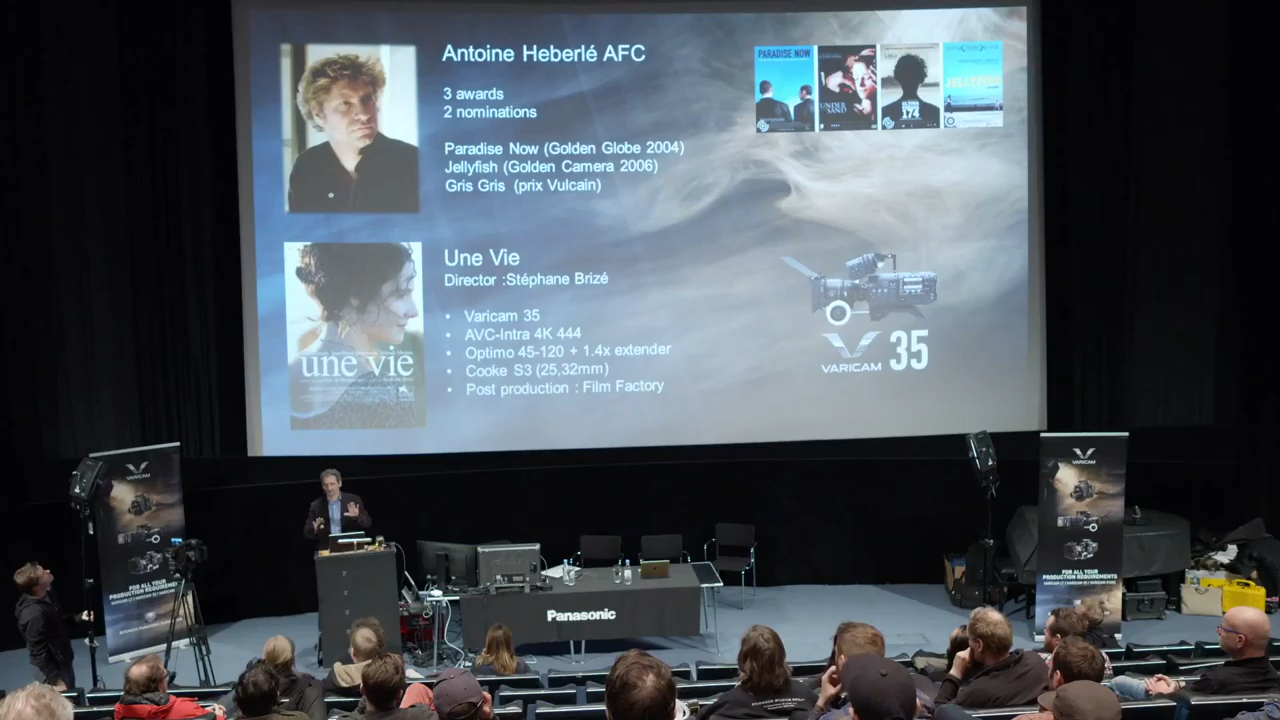 Antoine Heberlé AFC
3 awards
2 nominations
Paradise Now (Golden Globe 2004)
Jellyfish (Golden Camera 2006)
Gris Gris (prix Vulcain)
PARADISE NOW
UNDER
SAND
174
JELLYFISH
Une Vie
Director :Stéphane Brizé
• Varicam 35
• AVC-Intra 4K 444
• Optimo 45-120 + 1.4x extender
• Cooke S3 (25,32mm)
• Post production : Film Factory
une vie
VARICAM 35
VARICAM
FOR ALL YOUR
PRODUCTION REQUIREMENTS
Panasonic
VARICAM
FOR ALL YOUR
PRODUCTION REQUIREMENTS